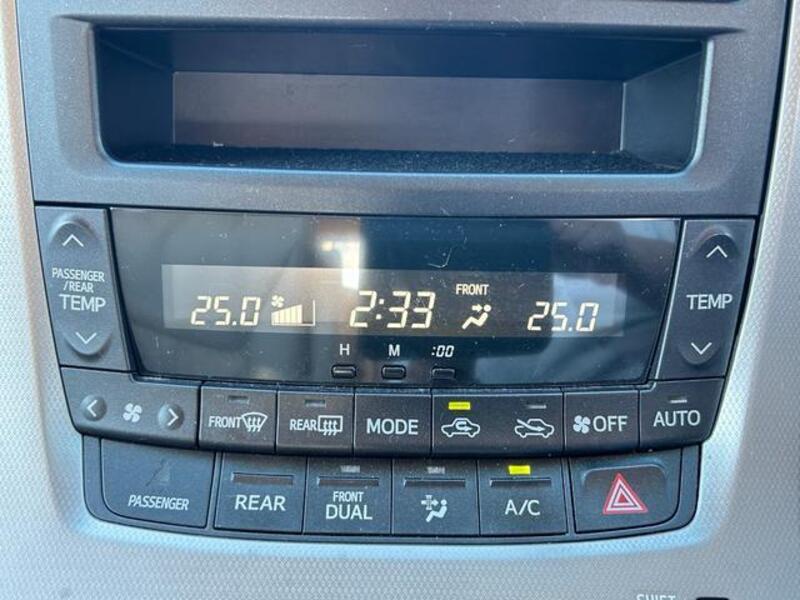 PASSENGER
/REAR
TEMP
25.0
2:33
FRONT
25.0
TEMP
H M :00
FRONT
REAR
MODE
OFF
AUTO
PASSENGER
REAR
FRONT
DUAL
A/C
SHIFT